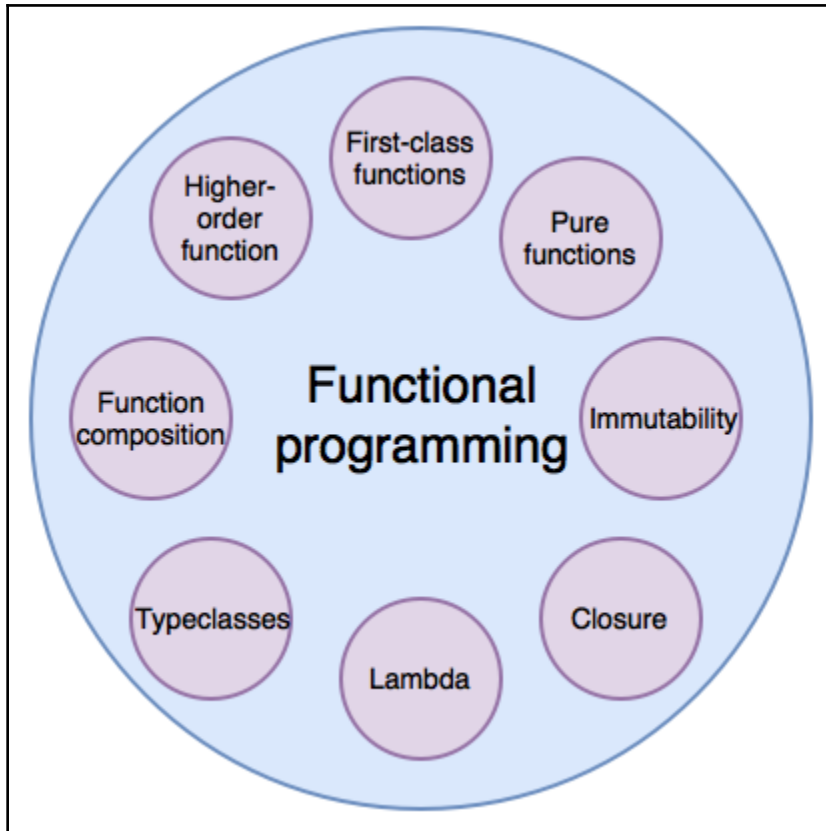 First-class
functions
Higher-
order
function
Pure
functions
Functional
programming
Function
composition
Immutability
Typeclasses
Closure
Lambda